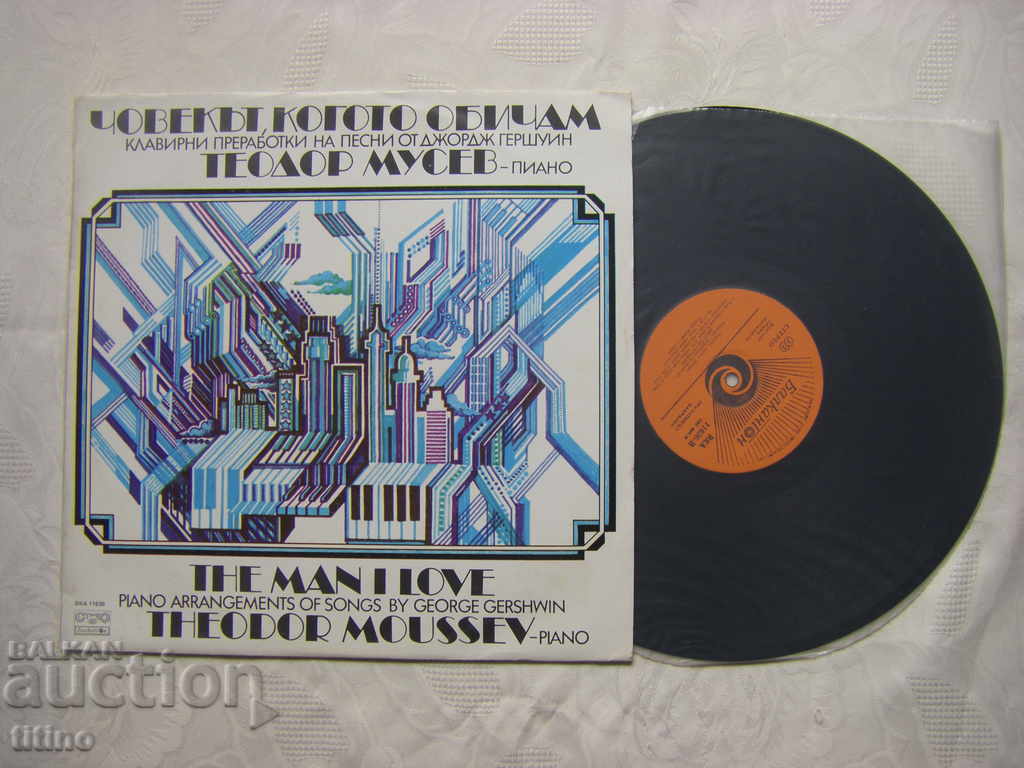 ЧОВЕКЪТ, КОГОТО ОБИЧАМ
КЛАВИРНИ ПРЕРАБОТКИ НА ПЕСНИ ОТ ДЖОРДЖ ГЕРШУИН
ТЕОДОР МУСЕВ – ПИАНО
THE MAN I LOVE
PIANO ARRANGEMENTS OF SONGS BY GEORGE GERSHWIN
THEODOR MOUSSEV – PIANO
Балкантон
BALKAN
auction
titino